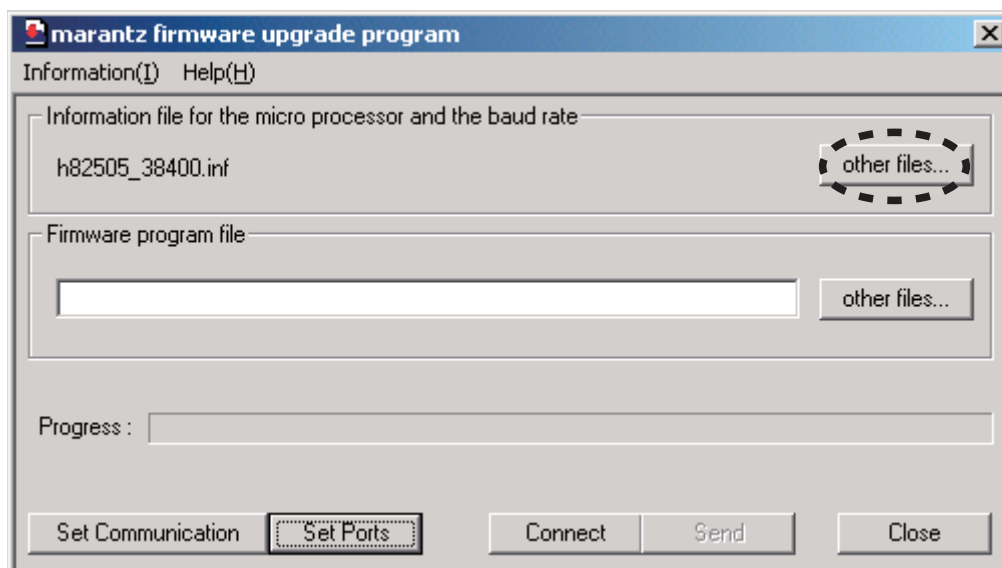 marantz firmware upgrade program
Information(I) Help(H)
Information file for the micro processor and the baud rate
h82505_38400.inf
other files...
Firmware program file
other files...
Progress :
Set Communication Set Ports Connect Send Close